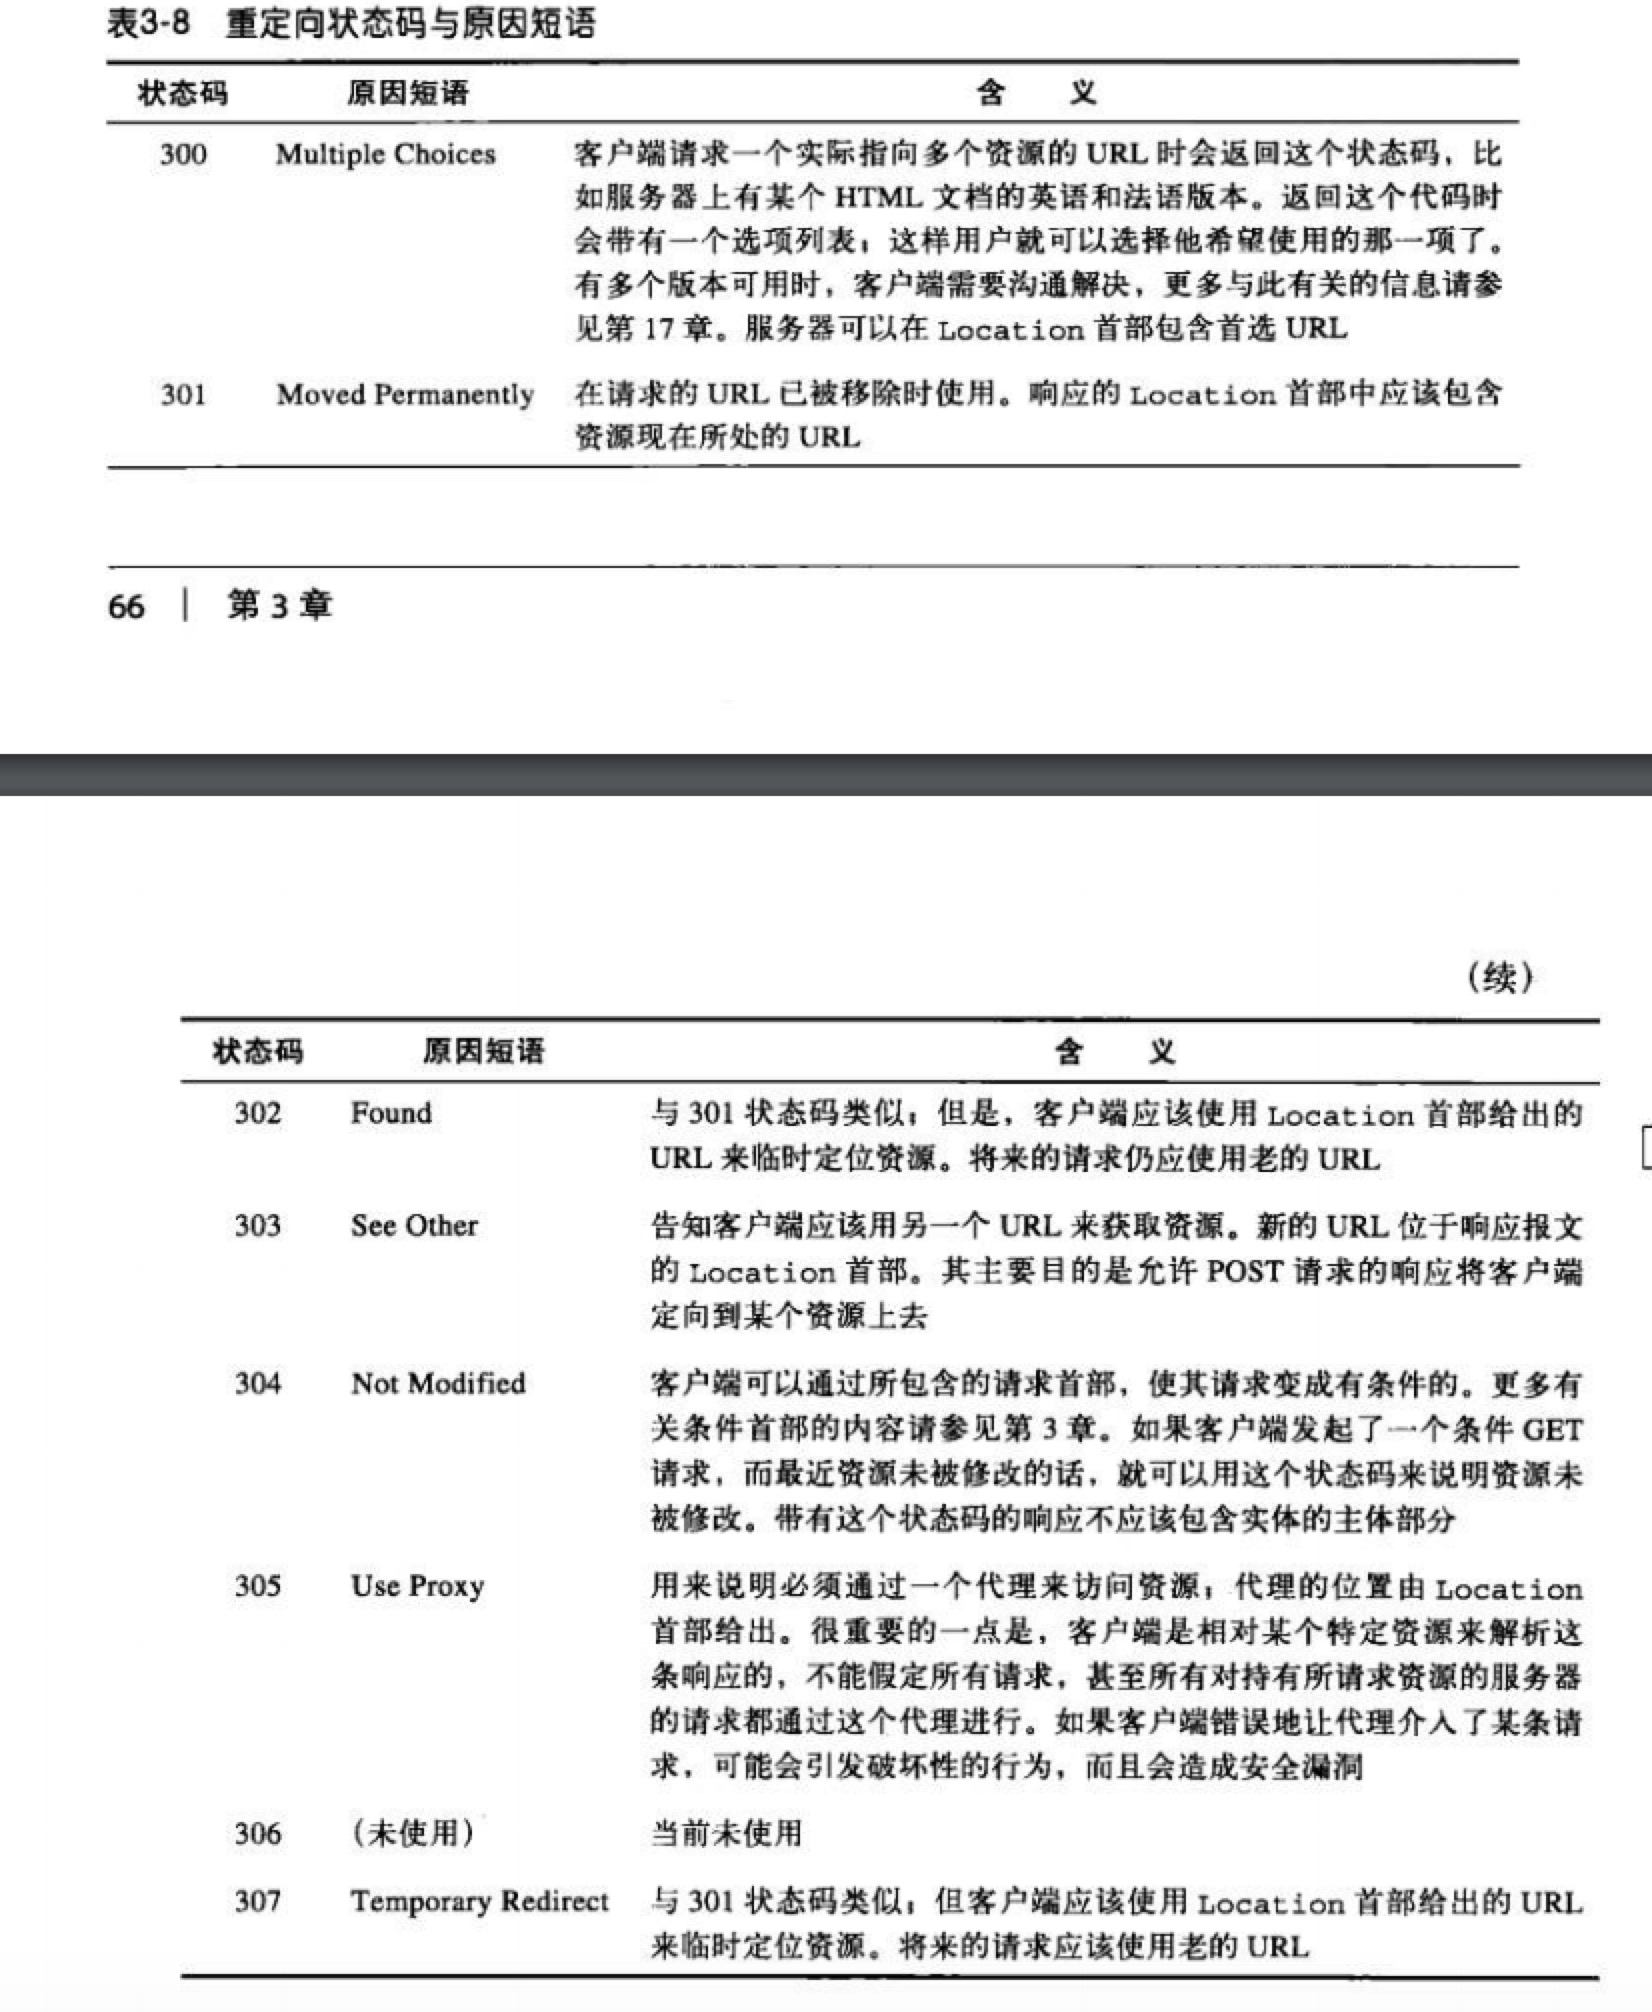 表3-8 重定向状态码与原因短语
状态码 原因短语 含 义
300 Multiple Choices 客户端请求一个实际指向多个资源的 URL 时会返回这个状态码，比
如服务器上有某个 HTML 文档的英语和法语版本。返回这个代码时
会带有一个选项列表；这样用户就可以选择他希望使用的那一项了。
有多个版本可用时，客户端需要沟通解决，更多与此有关的信息请参
见第 17 章。服务器可以在 Location 首部包含首选 URL
301 Moved Permanently 在请求的 URL 已被移除时使用。响应的 Location 首部中应该包含
资源现在所处的 URL
66 | 第 3 章
（续）
状态码 原因短语 含 义
302 Found 与 301 状态码类似；但是，客户端应该使用 Location 首部给出的
URL 来临时定位资源。将来的请求仍应使用老的 URL
303 See Other 告知客户端应该用另一个 URL 来获取资源。新的 URL 位于响应报文
的 Location 首部。其主要目的是允许 POST 请求的响应将客户端
定向到某个资源上去
304 Not Modified 客户端可以通过所包含的请求首部，使其请求变成有条件的。更多有
关条件首部的内容请参见第 3 章。如果客户端发起了一个条件 GET
请求，而最近资源未被修改的话，就可以用这个状态码来说明资源未
被修改。带有这个状态码的响应不应该包含实体的主体部分
305 Use Proxy 用来说明必须通过一个代理来访问资源；代理的位置由 Location
首部给出。很重要的一点是，客户端是相对某个特定资源来解析这
条响应的，不能假定所有请求，甚至所有对持有所请求资源的服务器
的请求都通过这个代理进行。如果客户端错误地让代理介入了某条请
求，可能会引发破坏性的行为，而且会造成安全漏洞
306 （未使用） 当前未使用
307 Temporary Redirect 与 301 状态码类似；但客户端应该使用 Location 首部给出的 URL
来临时定位资源。将来的请求应该使用老的 URL